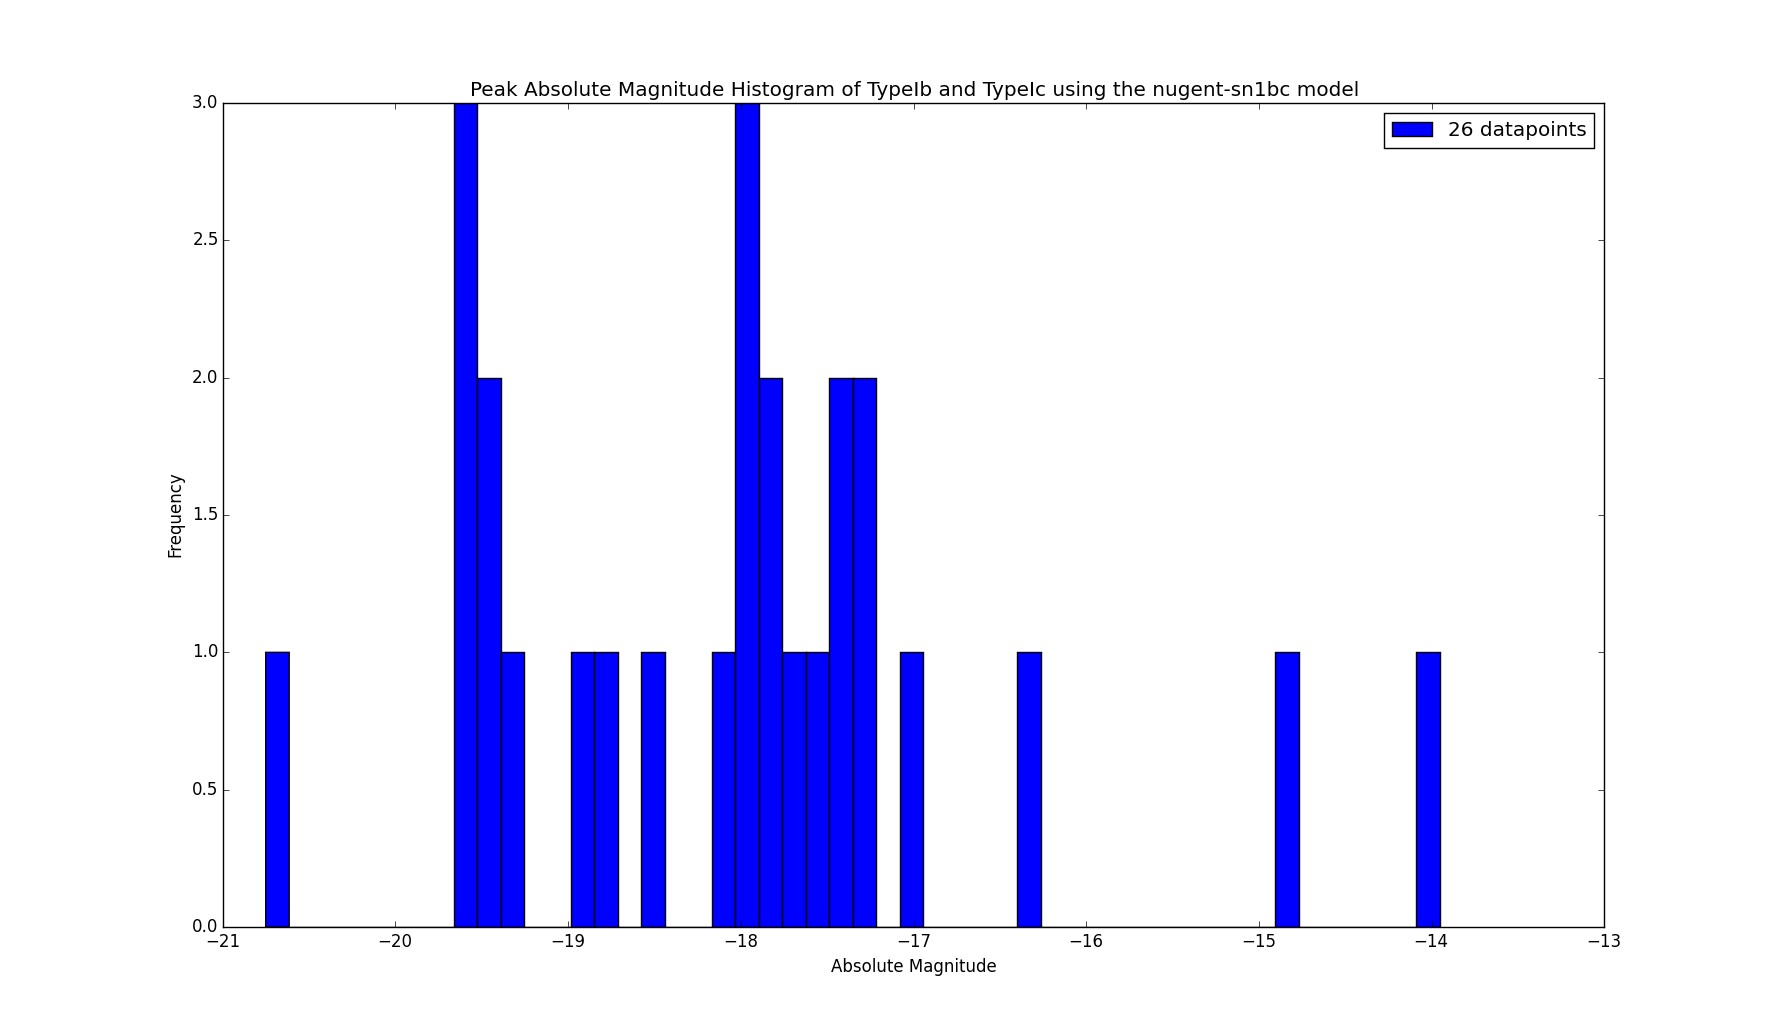 Peak Absolute Magnitude Histogram of TypeIb and TypeIc using the nugent-sn1bc model
26 datapoints
3.0
2.5
2.0
1.5
1.0
0.5
0.0
Frequency
−21 −20 −19 −18 −17 −16 −15 −14 −13
Absolute Magnitude